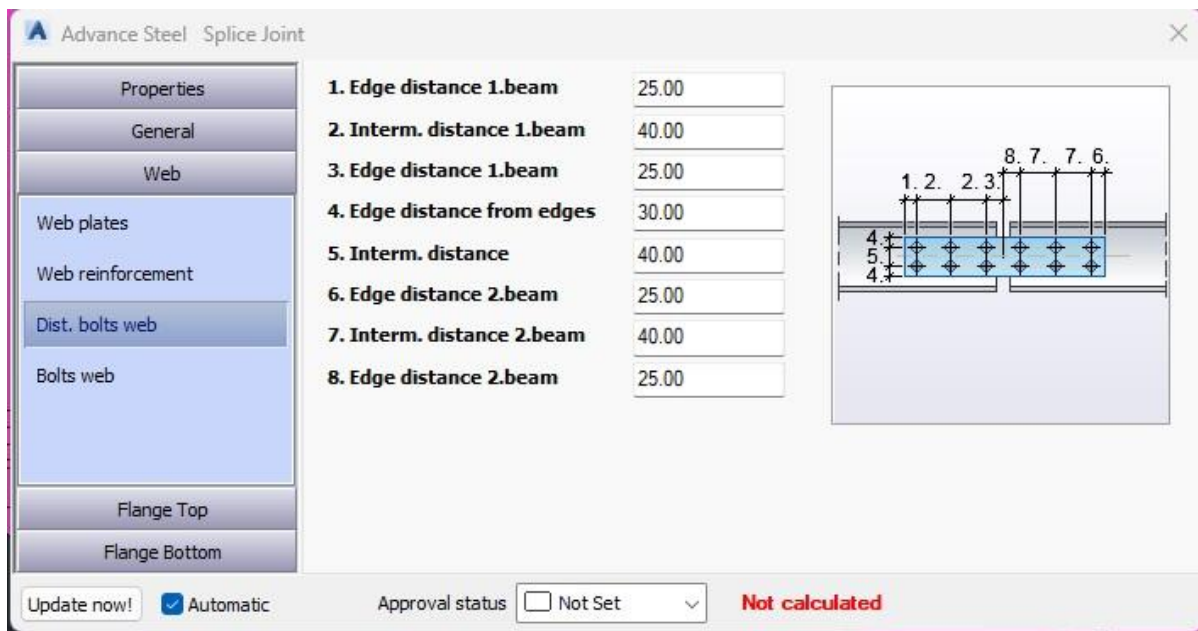 Advance Steel Splice Joint
Properties
General
Web
Web plates
Web reinforcement
Dist. bolts web
Bolts web
Flange Top
Flange Bottom
1. Edge distance 1.beam 25.00
2. Interm. distance 1.beam 40.00
3. Edge distance 1.beam 25.00
4. Edge distance from edges 30.00
5. Interm. distance 40.00
6. Edge distance 2.beam 25.00
7. Interm. distance 2.beam 40.00
8. Edge distance 2.beam 25.00
8. 7. 7. 6.
1. 2. 2. 3.
4.
5.
4.
Update now! Automatic Approval status Not Set Not calculated